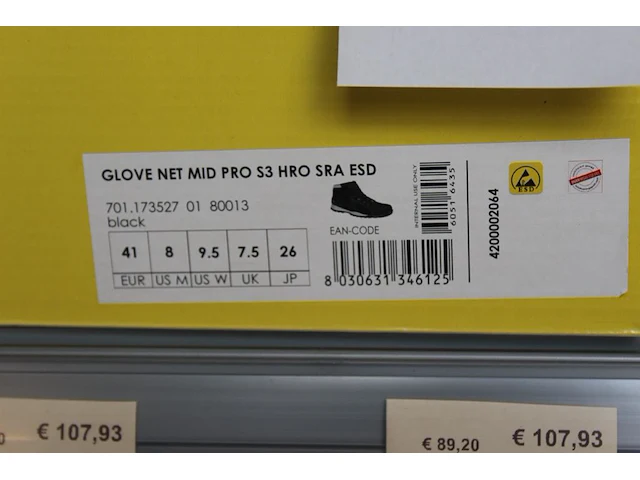 GLOVE NET MID PRO S3 HRO SRA ESD
701.173527 01 80013
black
41 8 9.5 7.5 26
EUR US M US W UK JP
EAN-CODE
8 030631 346125
INTERNAL USE ONLY
60516435
4200002064
ESD
0 € 107,93
€ 89,20 € 107,93